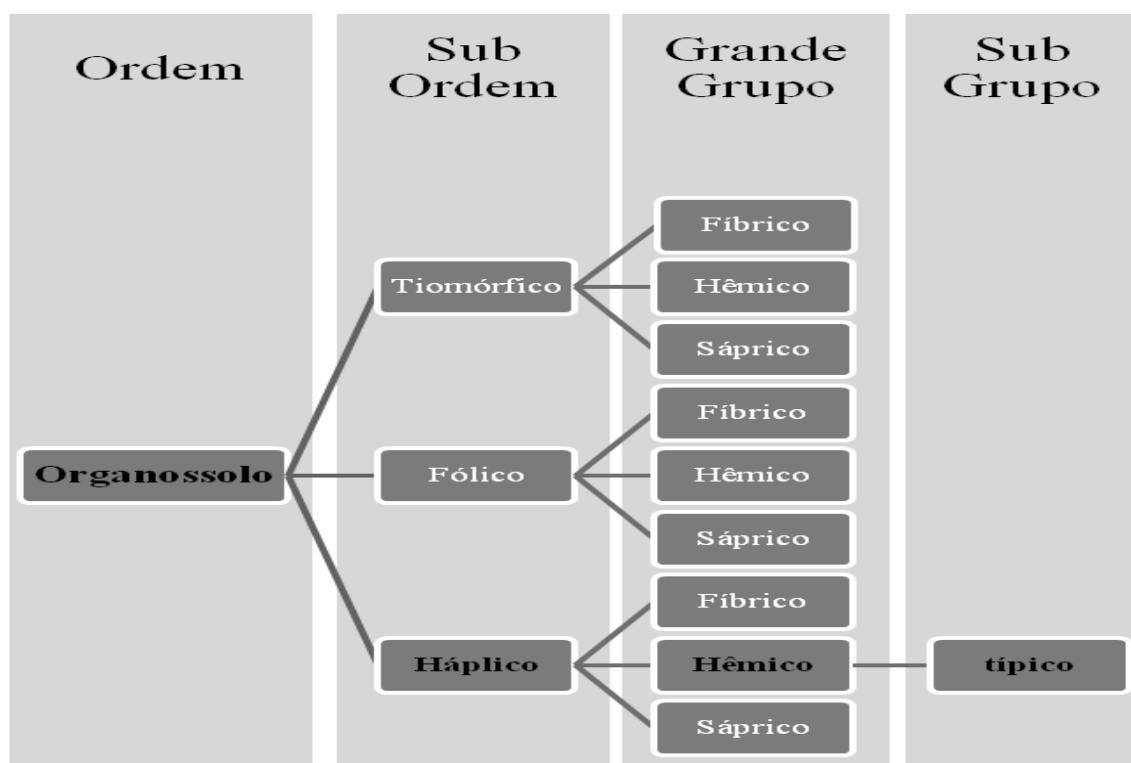 Ordem
Sub
Ordem
Grande
Grupo
Sub
Grupo
Organossolo
Tiomórfico
Fíbrico
Hêmico
Sáprico
Fólico
Fíbrico
Hêmico
Sáprico
Háplico
Fíbrico
Hêmico
Sáprico
típico